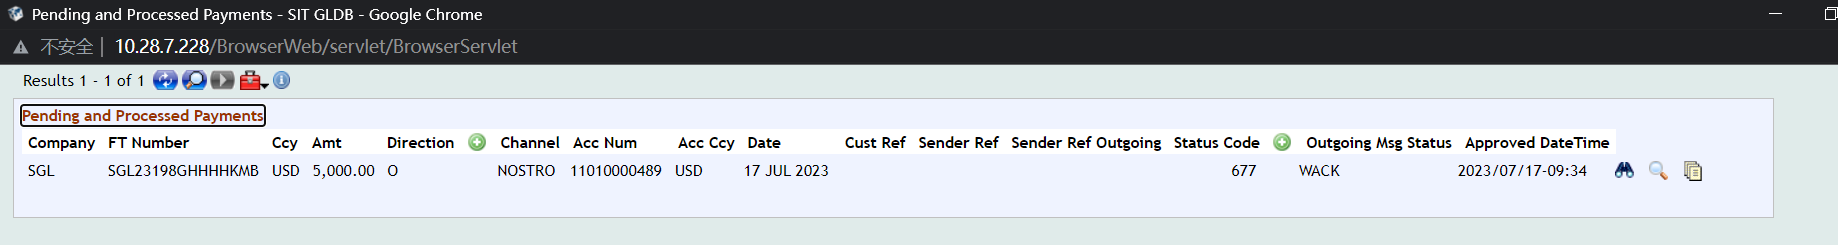 Pending and Processed Payments - SIT GLDB - Google Chrome
不安全 | 10.28.7.228/BrowserWeb/servlet/BrowserServlet
Results 1 - 1 of 1
Pending and Processed Payments
Company FT Number Ccy Amt Direction Channel Acc Num Acc Ccy Date Cust Ref Sender Ref Sender Ref Outgoing Status Code Outgoing Msg Status Approved DateTime
SGL SGL23198GHHHHKMB USD 5,000.00 O NOSTRO 11010000489 USD 17 JUL 2023 677 WACK 2023/07/17-09:34